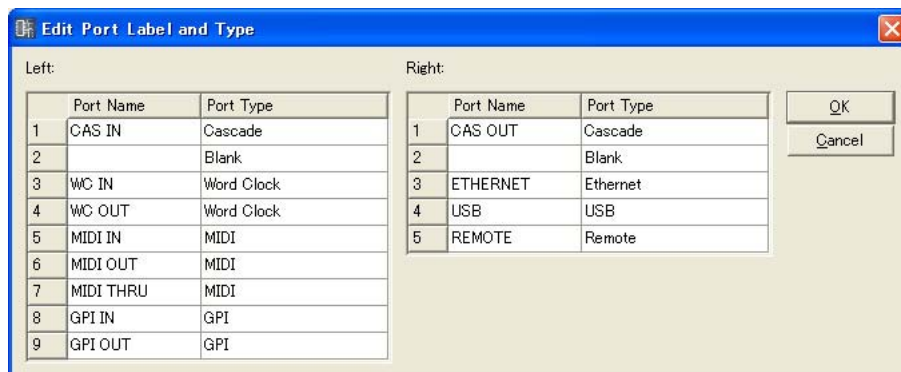 Edit Port Label and Type
Left:
Port Name Port Type
1 CAS IN Cascade
2 Blank
3 WC IN Word Clock
4 WC OUT Word Clock
5 MIDI IN MIDI
6 MIDI OUT MIDI
7 MIDI THRU MIDI
8 GPI IN GPI
9 GPI OUT GPI
Right:
Port Name Port Type
1 CAS OUT Cascade
2 Blank
3 ETHERNET Ethernet
4 USB USB
5 REMOTE Remote
OK
Cancel